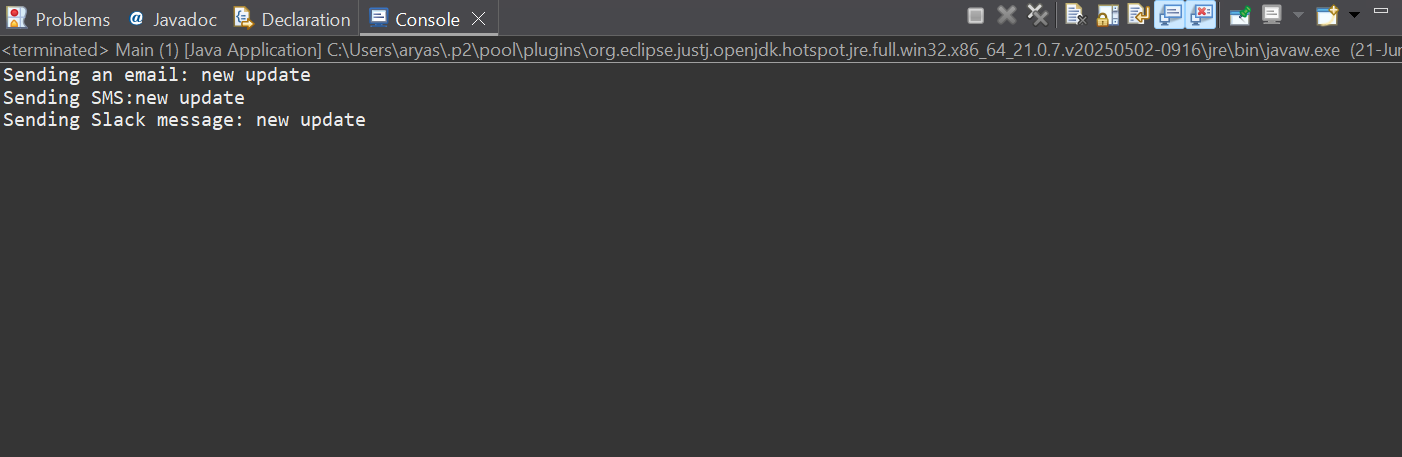 Problems @ Javadoc Declaration Console
<terminated> Main (1) [Java Application] C:\Users\aryas\.p2\pool\plugins\org.eclipse.justj.openjdk.hotspot.jre.full.win32.x86_64_21.0.7.v20250502-0916\jre\bin\javaw.exe (21-Jun
Sending an email: new update
Sending SMS:new update
Sending Slack message: new update